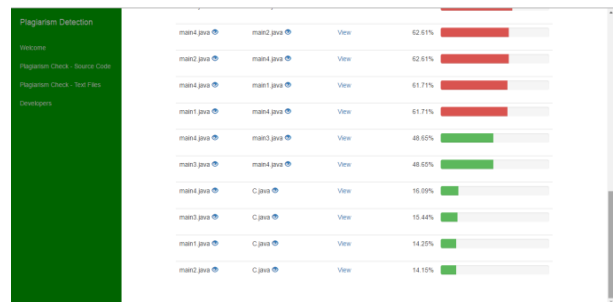 Plagiarism Detection
Welcome
Plagiarism Check - Source Code
Plagiarism Check - Text Files
Developers
main4.java main2.java View 62.61%
main2.java main4.java View 62.61%
main4.java main1.java View 61.71%
main1.java main4.java View 61.71%
main4.java main3.java View 48.65%
main3.java main4.java View 48.65%
main4.java C.java View 16.09%
main3.java C.java View 15.44%
main1.java C.java View 14.25%
main2.java C.java View 14.15%